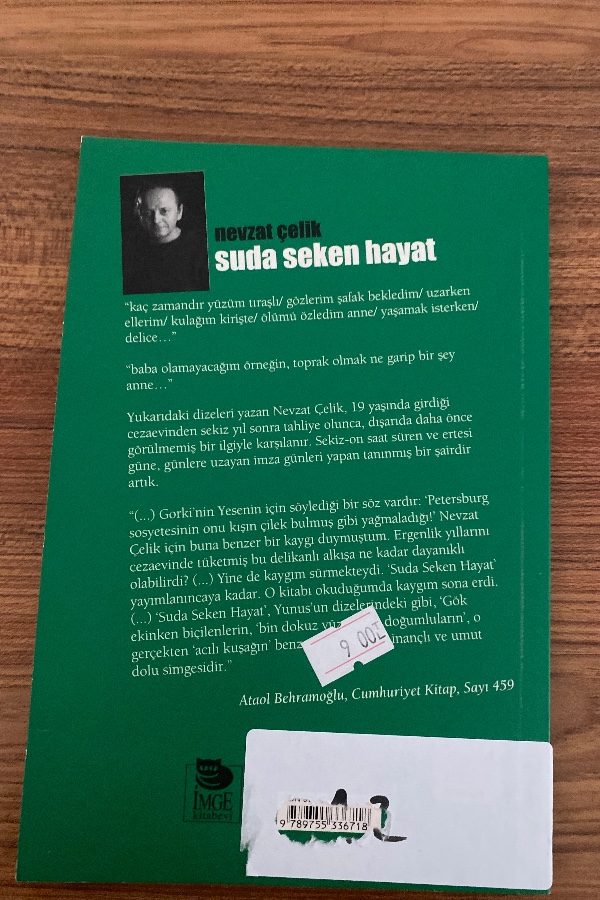 nevzat çelik
suda seken hayat
“kaç zamandır yüzüm tıraşlı/ gözlerim şafak bekledim/ uzarken
ellerim/ kulağım kirişte/ ölümü özledim anne/ yaşamak isterken/
delice…”
“baba olamayacağım örneğin, toprak olmak ne garip bir şey
anne…”
Yukarıdaki dizeleri yazan Nevzat Çelik, 19 yaşında girdiği
cezaevinden sekiz yıl sonra tahliye olunca, dışarıda daha önce
görülmemiş bir ilgiyle karşılanır. Sekiz-on saat süren ve ertesi
güne, günlere uzayan imza günleri yapan tanınmış bir şairdir
artık.
“(...) Gorki'nin Yesenin için söylediği bir söz vardır: ‘Petersburg
sosyetesinin onu kışın çilek bulmuş gibi yağmaladığı!’ Nevzat
Çelik için buna benzer bir kaygı duymuştum. Ergenlik yıllarını
cezaevinde tüketmiş bu delikanlı alkışa ne kadar dayanıklı
olabilirdi? (...) Yine de kaygım sürmekteydi. ‘Suda Seken Hayat’
yayımlanıncaya kadar. O kitabı okuduğumda kaygım sona erdi.
(...) ‘Suda Seken Hayat’, Yunus'un dizelerindeki gibi, ‘Gök
ekinken biçilenlerin, ‘bin dokuz doğumluların’, o
gerçekten ‘acılı kuşağın’ inançlı ve umut
dolu simgesidir.”
9 00
Ataol Behramoğlu, Cumhuriyet Kitap, Sayı 459
İMGE
kitabevi
9 789755 336718